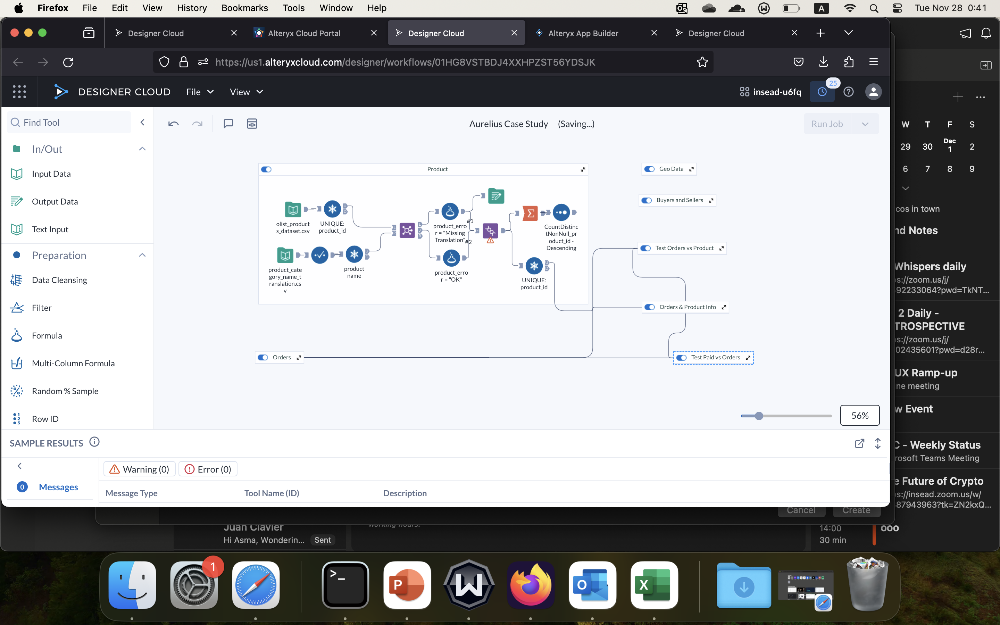 Firefox File Edit View History Bookmarks Tools Window Help
A
Tue Nov 28 0:41
Designer Cloud
Alteryx Cloud Portal
Designer Cloud
Alteryx App Builder
Designer Cloud
https://us1.alteryxcloud.com/designer/workflows/01HG8VSTBDJ4XXHPZST56YDSJK
DESIGNER CLOUD
File
View
insead-u6fq
25
Find Tool
Aurelius Case Study (Saving...)
Run Job
In/Out
Input Data
Output Data
Text Input
Preparation
Data Cleansing
Filter
Formula
Multi-Column Formula
Random % Sample
Row ID
Product
olist_product
s_dataset.csv
UNIQUE:
product_id
U
D
product_cate
gory_name_t
ranslation.cs
v
product
name
U
D
L
R
L
J
R
product_erro
r = "Missing
Translation"
product_erro
r = "OK"
#1
#2
CountDistinc
tNonNull_pr
oduct_id -
Descending
UNIQUE:
product_id
U
D
Geo Data
Buyers and Sellers
Test Orders vs Product
Orders & Product Info
Orders
Test Paid vs Orders
56%
SAMPLE RESULTS
0 Messages
Warning (0)
Error (0)
Message Type
Tool Name (ID)
Description
W T F S
29 30 Dec 1 2
6 7 8 9
cos in town
nd Notes
Whispers daily
ps://zoom.us/j/
92233064?pwd=TkNT...
2 Daily -
TROSPECTIVE
ps://zoom.us/j/
02435601?pwd=d28r...
UX Ramp-up
ne meeting
w Event
C - Weekly Status
rosoft Teams Meeting
e Future of Crypto
ps://insead.zoom.us/w/
87943963?tk=ZN2kxQ...
Cancel
Create
Juan Clavier
Hi Asma, Wonderin...
Sent
working hours.
14:00
30 min
OOO
1
>_
P
W
O
X